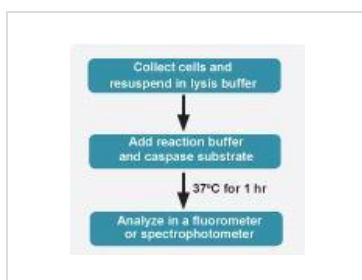 Collect cells and
resuspend in lysis buffer
Add reaction buffer
and caspase substrate
37ºC for 1 hr
Analyze in a fluorometer
or spectrophotometer